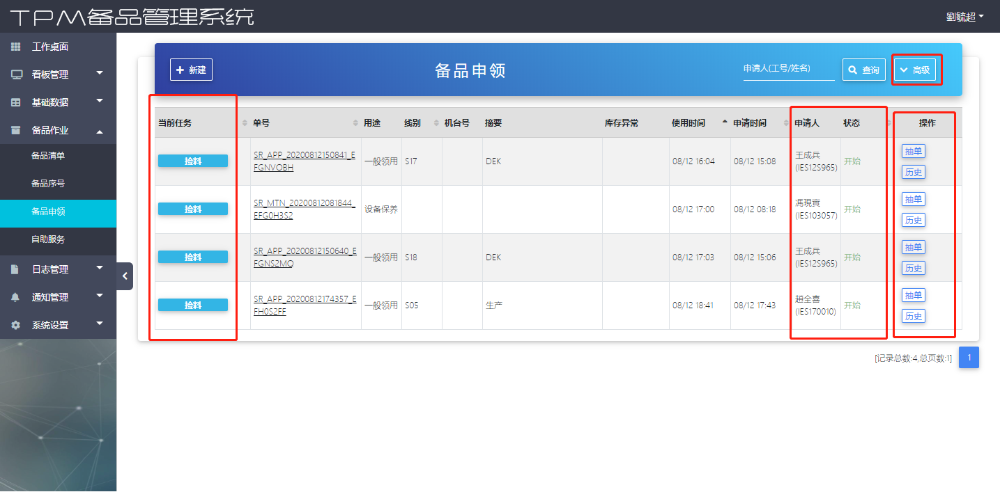 TPM备品管理系统
劉毓超
工作桌面
看板管理
基础数据
备品作业
备品清单
备品序号
备品申领
自助服务
日志管理
通知管理
系统设置
新建
备品申领
申请人(工号/姓名)
查询
高级
当前任务 单号 用途 线别 机台号 摘要 库存异常 使用时间 申请时间 申请人 状态 操作
捡料 SR_APP_20200812150841_E 一般领用 S17 DEK 08/12 16:04 08/12 15:08 王成兵 开始 抽单
FGNVOBH (IES12S965) 历史
捡料 SR_MTN_20200812081844_ 设备保养 08/12 17:00 08/12 08:18 馮現實 开始 抽单
EFG0H3S2 (IES103057) 历史
捡料 SR_APP_20200812150640_E 一般领用 S18 DEK 08/12 17:03 08/12 15:06 王成兵 开始 抽单
FGNS2MQ (IES12S965) 历史
捡料 SR_APP_20200812174357_E 一般领用 S05 生产 08/12 18:41 08/12 17:43 趙全喜 开始 抽单
FH0S2FF (IES170010) 历史
[记录总数:4,总页数:1] 1